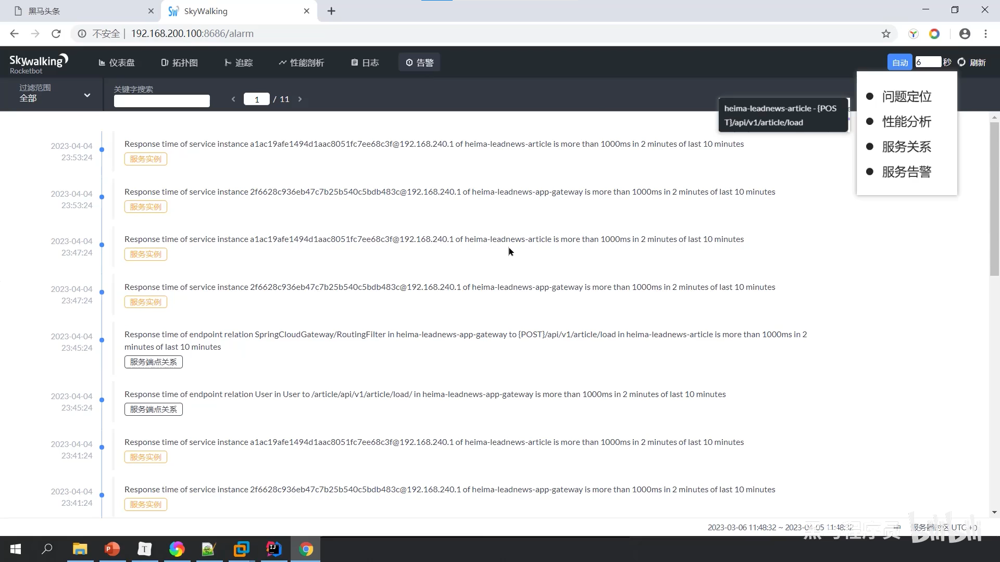 黑马头条
SkyWalking
不安全
192.168.200.100:8686/alarm
Skywalking
Rocketbot
仪表盘
拓扑图
追踪
性能剖析
日志
告警
自动
6
秒
刷新
过滤范围
全部
关键字搜索
1 / 11
heima-leadnews-article - {POS
T}/api/v1/article/load
问题定位
性能分析
服务关系
服务告警
2023-04-04
23:53:24
Response time of service instance a1ac19afe1494d1aac8051fc7ee68c3f@192.168.240.1 of heima-leadnews-article is more than 1000ms in 2 minutes of last 10 minutes
服务实例
2023-04-04
23:53:24
Response time of service instance 2f6628c936eb47c7b25b540c5bdb483c@192.168.240.1 of heima-leadnews-app-gateway is more than 1000ms in 2 minutes of last 10 minutes
服务实例
2023-04-04
23:47:24
Response time of service instance a1ac19afe1494d1aac8051fc7ee68c3f@192.168.240.1 of heima-leadnews-article is more than 1000ms in 2 minutes of last 10 minutes
服务实例
2023-04-04
23:47:24
Response time of service instance 2f6628c936eb47c7b25b540c5bdb483c@192.168.240.1 of heima-leadnews-app-gateway is more than 1000ms in 2 minutes of last 10 minutes
服务实例
2023-04-04
23:45:24
Response time of endpoint relation SpringCloudGateway/RoutingFilter in heima-leadnews-app-gateway to {POST}/api/v1/article/load in heima-leadnews-article is more than 1000ms in 2
minutes of last 10 minutes
服务端点关系
2023-04-04
23:45:24
Response time of endpoint relation User in User to /article/api/v1/article/load/ in heima-leadnews-app-gateway is more than 1000ms in 2 minutes of last 10 minutes
服务端点关系
2023-04-04
23:41:24
Response time of service instance a1ac19afe1494d1aac8051fc7ee68c3f@192.168.240.1 of heima-leadnews-article is more than 1000ms in 2 minutes of last 10 minutes
服务实例
2023-04-04
23:41:24
Response time of service instance 2f6628c936eb47c7b25b540c5bdb483c@192.168.240.1 of heima-leadnews-app-gateway is more than 1000ms in 2 minutes of last 10 minutes
服务实例
2023-03-06 11:48:32 ~ 2023-04-05 11:48:32
中
服务器时区 UTC +0
黑马程序员
bilibili